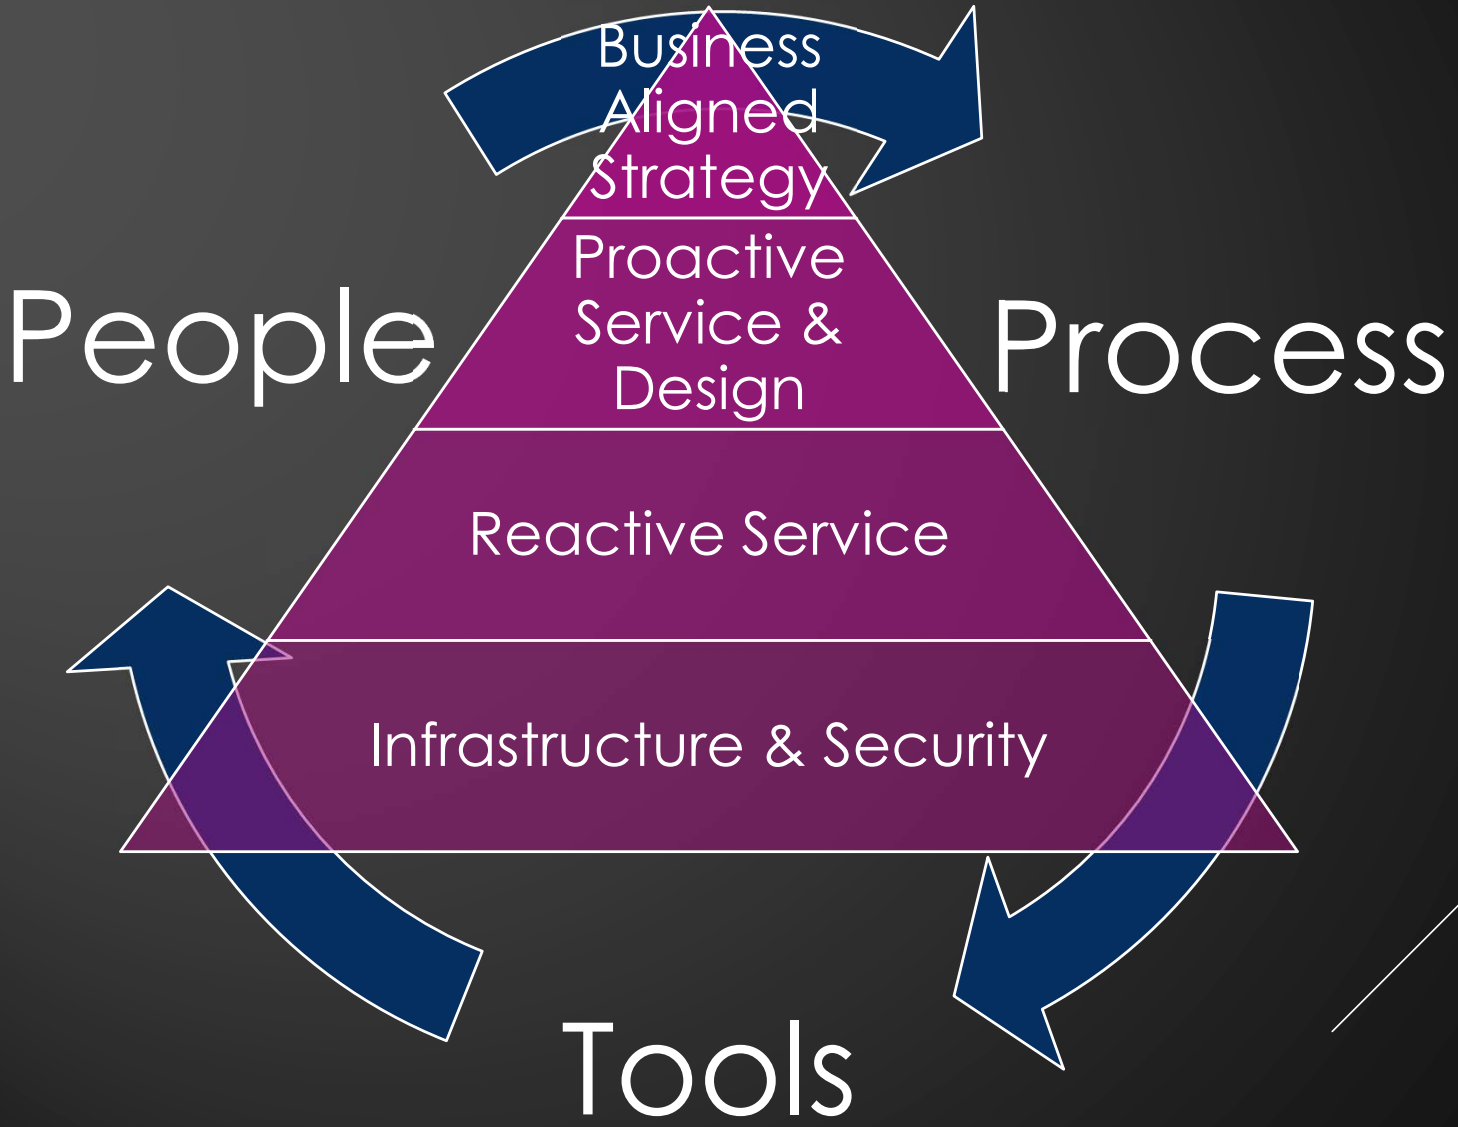 Business
Aligned
Strategy
Proactive
Service &
Design
People
Process
Reactive Service
Infrastructure & Security
Tools